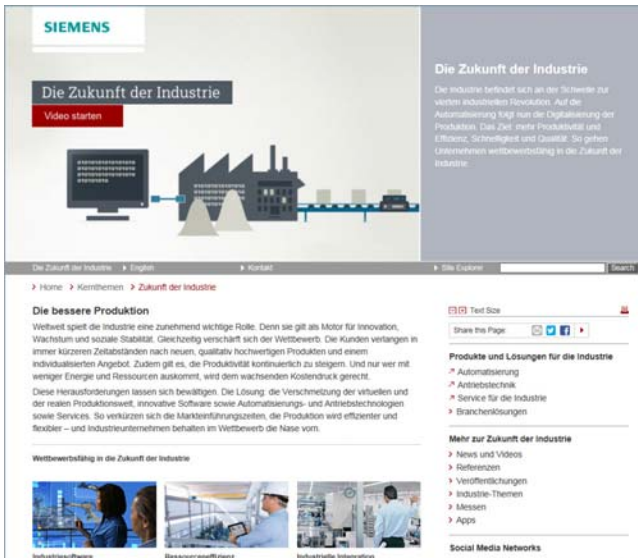 SIEMENS
Die Zukunft der Industrie
Video starten
Die Zukunft der Industrie
Die Industrie befindet sich an der Schwelle zur
vierten industriellen Revolution. Auf die
Automatisierung folgt nun die Digitalisierung der
Produktion. Das Ziel: mehr Produktivität und
Effizienz, Schnelligkeit und Qualität. So gehen
Unternehmen wettbewerbsfähig in die Zukunft der
Industrie.
Die Zukunft der Industrie English Kontakt Site Explorer Search
Home Kernthemen Zukunft der Industrie
Die bessere Produktion
Weltweit spielt die Industrie eine zunehmend wichtige Rolle. Denn sie gilt als Motor für Innovation,
Wachstum und soziale Stabilität. Gleichzeitig verschärft sich der Wettbewerb. Die Kunden verlangen in
immer kürzeren Zeitabständen nach neuen, qualitativ hochwertigen Produkten und einem
individualisierten Angebot. Zudem gilt es, die Produktivität kontinuierlich zu steigern. Und nur wer mit
weniger Energie und Ressourcen auskommt, wird dem wachsenden Kostendruck gerecht.
Diese Herausforderungen lassen sich bewältigen. Die Lösung: die Verschmelzung der virtuellen und
der realen Produktionswelt, innovative Software sowie Automatisierungs- und Antriebstechnologien
sowie Services. So verkürzen sich die Markteinführungszeiten, die Produktion wird effizienter und
flexibler – und Industrieunternehmen behalten im Wettbewerb die Nase vorn.
Wettbewerbsfähig in die Zukunft der Industrie
Industriesoftware
Ressourceneffizienz
Industrielle Integration
Text Size
Share this Page:
Produkte und Lösungen für die Industrie
Automatisierung
Antriebstechnik
Service für die Industrie
Branchenlösungen
Mehr zur Zukunft der Industrie
News und Videos
Referenzen
Veröffentlichungen
Industrie-Themen
Messen
Apps
Social Media Networks